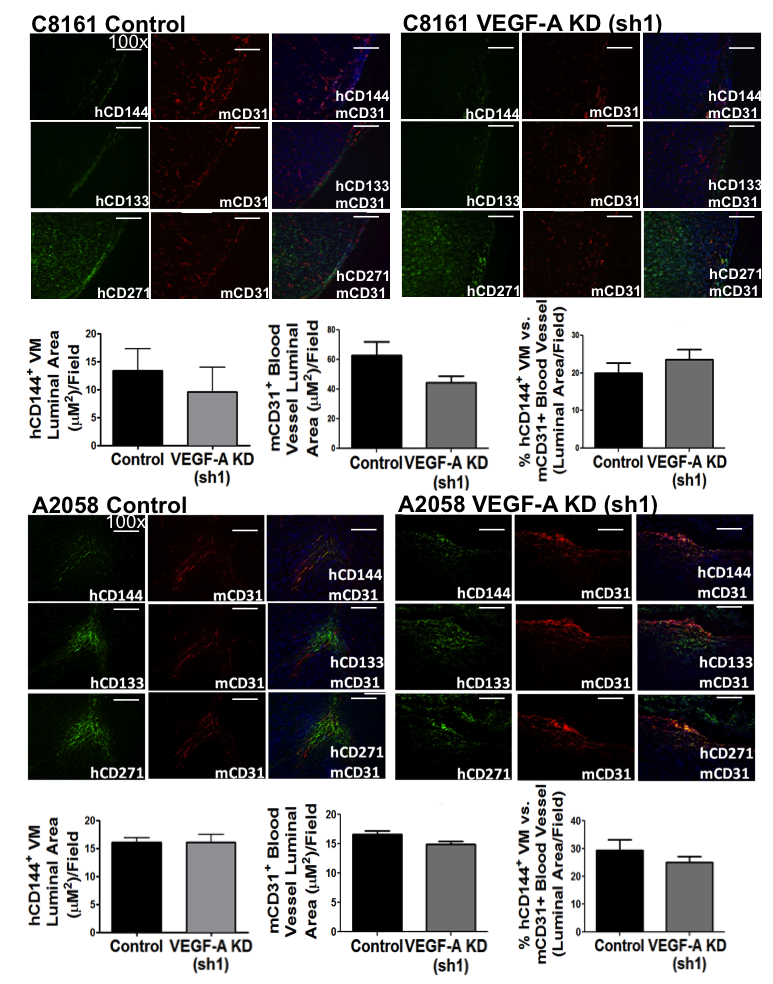 C8161 Control
C8161 VEGF-A KD (sh1)
100x
hCD144
mCD31
hCD144
mCD31
hCD144
mCD31
hCD144
mCD31
hCD133
mCD31
hCD133
mCD31
hCD133
mCD31
hCD133
mCD31
hCD271
mCD31
hCD271
mCD31
hCD271
mCD31
hCD271
mCD31
hCD144+ VM
Luminal Area
(µM2)/Field
20
15
10
5
0
Control
VEGF-A KD
(sh1)
mCD31+ Blood
Vessel Luminal
Area (µM2)/Field
80
60
40
20
0
Control
VEGF-A KD
(sh1)
% hCD144+ VM vs.
mCD31+ Blood Vessel
(Luminal Area/Field)
30
20
10
0
Control
VEGF-A KD
(sh1)
A2058 Control
A2058 VEGF-A KD (sh1)
100x
hCD144
mCD31
hCD144
mCD31
hCD144
mCD31
hCD144
mCD31
hCD133
mCD31
hCD133
mCD31
hCD133
mCD31
hCD133
mCD31
hCD271
mCD31
hCD271
mCD31
hCD271
mCD31
hCD271
mCD31
hCD144+ VM
Luminal Area
(µM2)/Field
20
15
10
5
0
Control
VEGF-A KD
(sh1)
mCD31+ Blood
Vessel Luminal
Area (µM2)/Field
20
15
10
5
0
Control
VEGF-A KD
(sh1)
% hCD144+ VM vs.
mCD31+ Blood Vessel
(Luminal Area/Field)
40
30
20
10
0
Control
VEGF-A KD
(sh1)